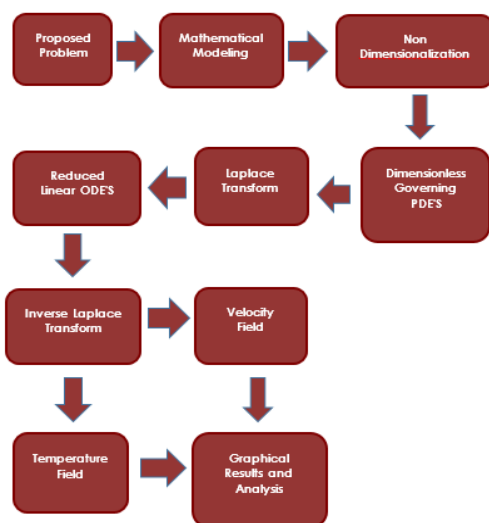 Proposed
Problem
Mathematical
Modeling
Non
Dimensionalization
Dimensionless
Governing
PDE'S
Laplace
Transform
Reduced
Linear ODE'S
Inverse Laplace
Transform
Velocity
Field
Temperature
Field
Graphical
Results and
Analysis